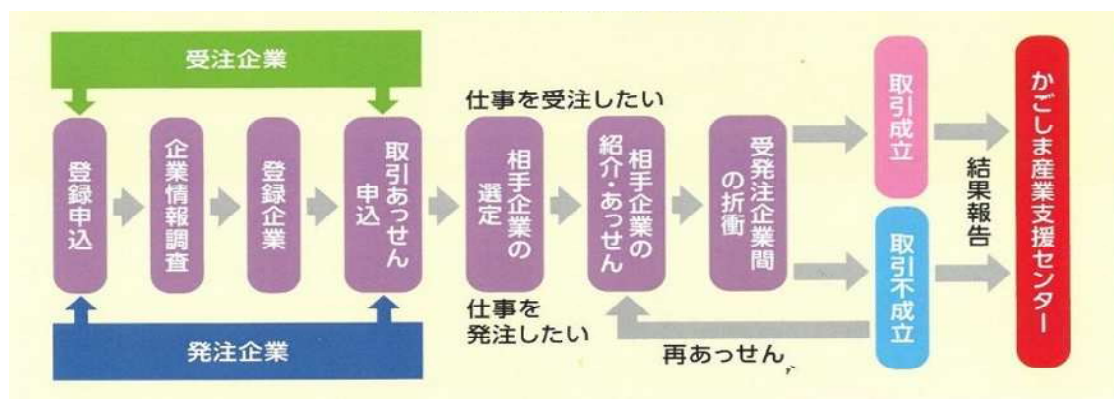 受注企業
登録申込
企業情報調査
登録企業
取引あっせん
申込
仕事を受注したい
相手企業の
選定
仕事を
発注したい
相手企業の
紹介・あっせん
受発注企業間
の折衝
取引成立
取引不成立
再あっせん
結果報告
かごしま産業支援センター
発注企業